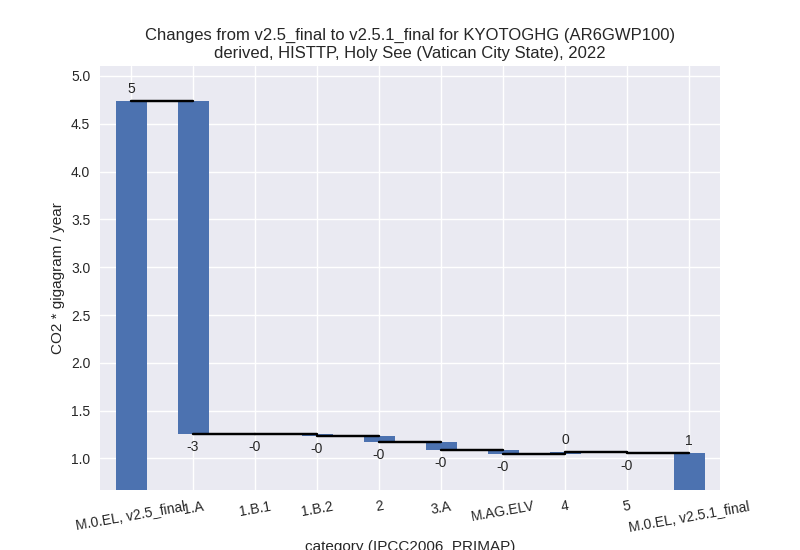 Changes from v2.5_final to v2.5.1_final for KYOTOGHG (AR6GWP100)
derived, HISTTP, Holy See (Vatican City State), 2022
CO2 * gigagram / year
5.0
4.5
4.0
3.5
3.0
2.5
2.0
1.5
1.0
5
-3
-0
-0
-0
-0
-0
0
-0
1
M.0.EL, v2.5_final
1.A
1.B.1
1.B.2
2
3.A
M.AG.ELV
4
5
M.0.EL, v2.5.1_final
category (IPCC2006_PRIMAP)